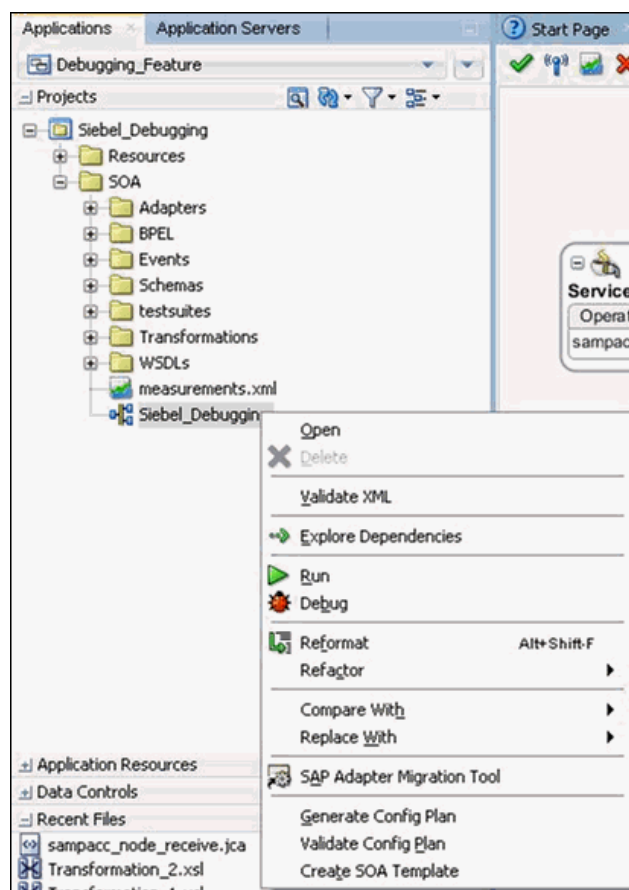 Applications
Application Servers
Start Page
Debugging_Feature
Projects
Siebel_Debugging
Resources
SOA
Adapters
BPEL
Events
Schemas
testsuites
Transformations
WSDLs
measurements.xml
Siebel_Debuggin
Service
Operat
sampac
Open
Delete
Validate XML
Explore Dependencies
Run
Debug
Reformat Alt+Shift-F
Refactor
Compare With
Replace With
SAP Adapter Migration Tool
Generate Config Plan
Validate Config Plan
Create SOA Template
Application Resources
Data Controls
Recent Files
sampacc_node_receive.jca
Transformation_2.xsl